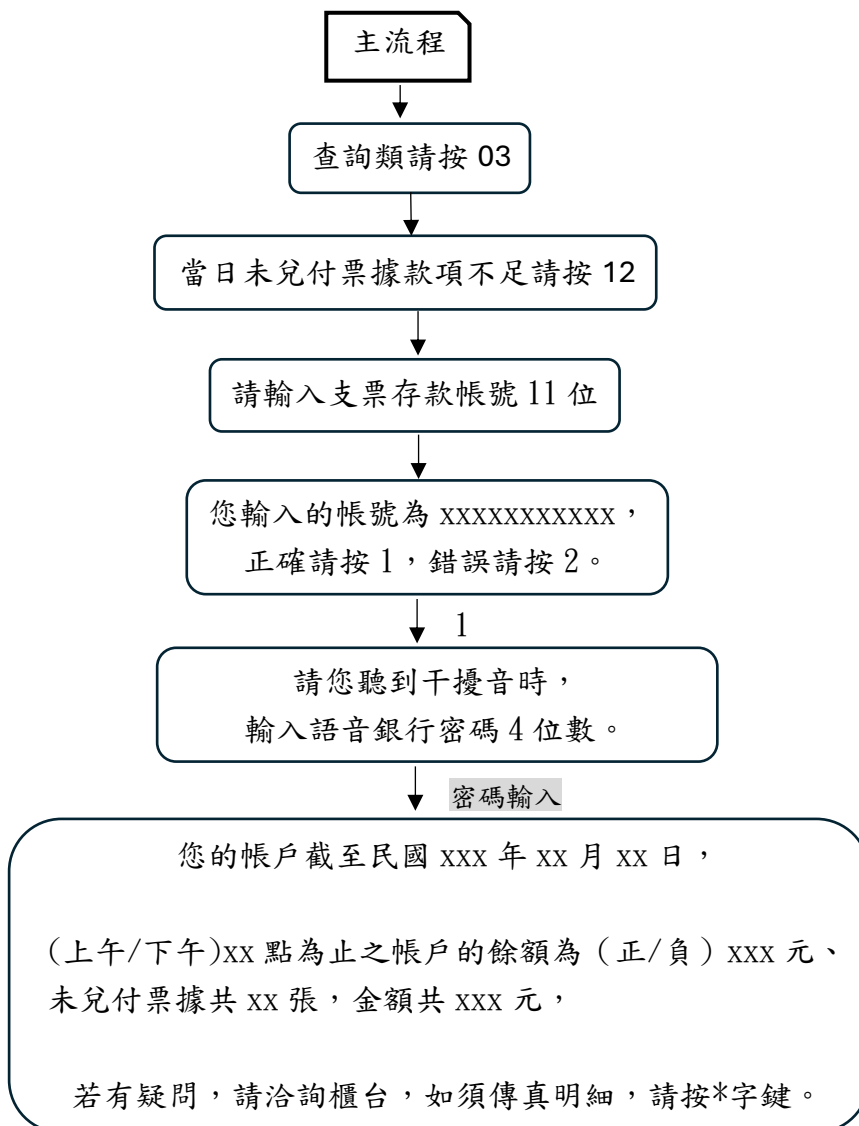 主流程
查詢類請按 03
當日未兌付票據款項不足請按 12
請輸入支票存款帳號 11 位
您輸入的帳號為 xxxxxxxxxxx，
正確請按 1，錯誤請按 2。
1
請您聽到干擾音時，
輸入語音銀行密碼 4 位數。
密碼輸入
您的帳戶截至民國 xxx 年 xx 月 xx 日，
(上午/下午)xx 點為止之帳戶的餘額為（正/負）xxx 元、
未兌付票據共 xx 張，金額共 xxx 元，
若有疑問，請洽詢櫃台，如須傳真明細，請按*字鍵。